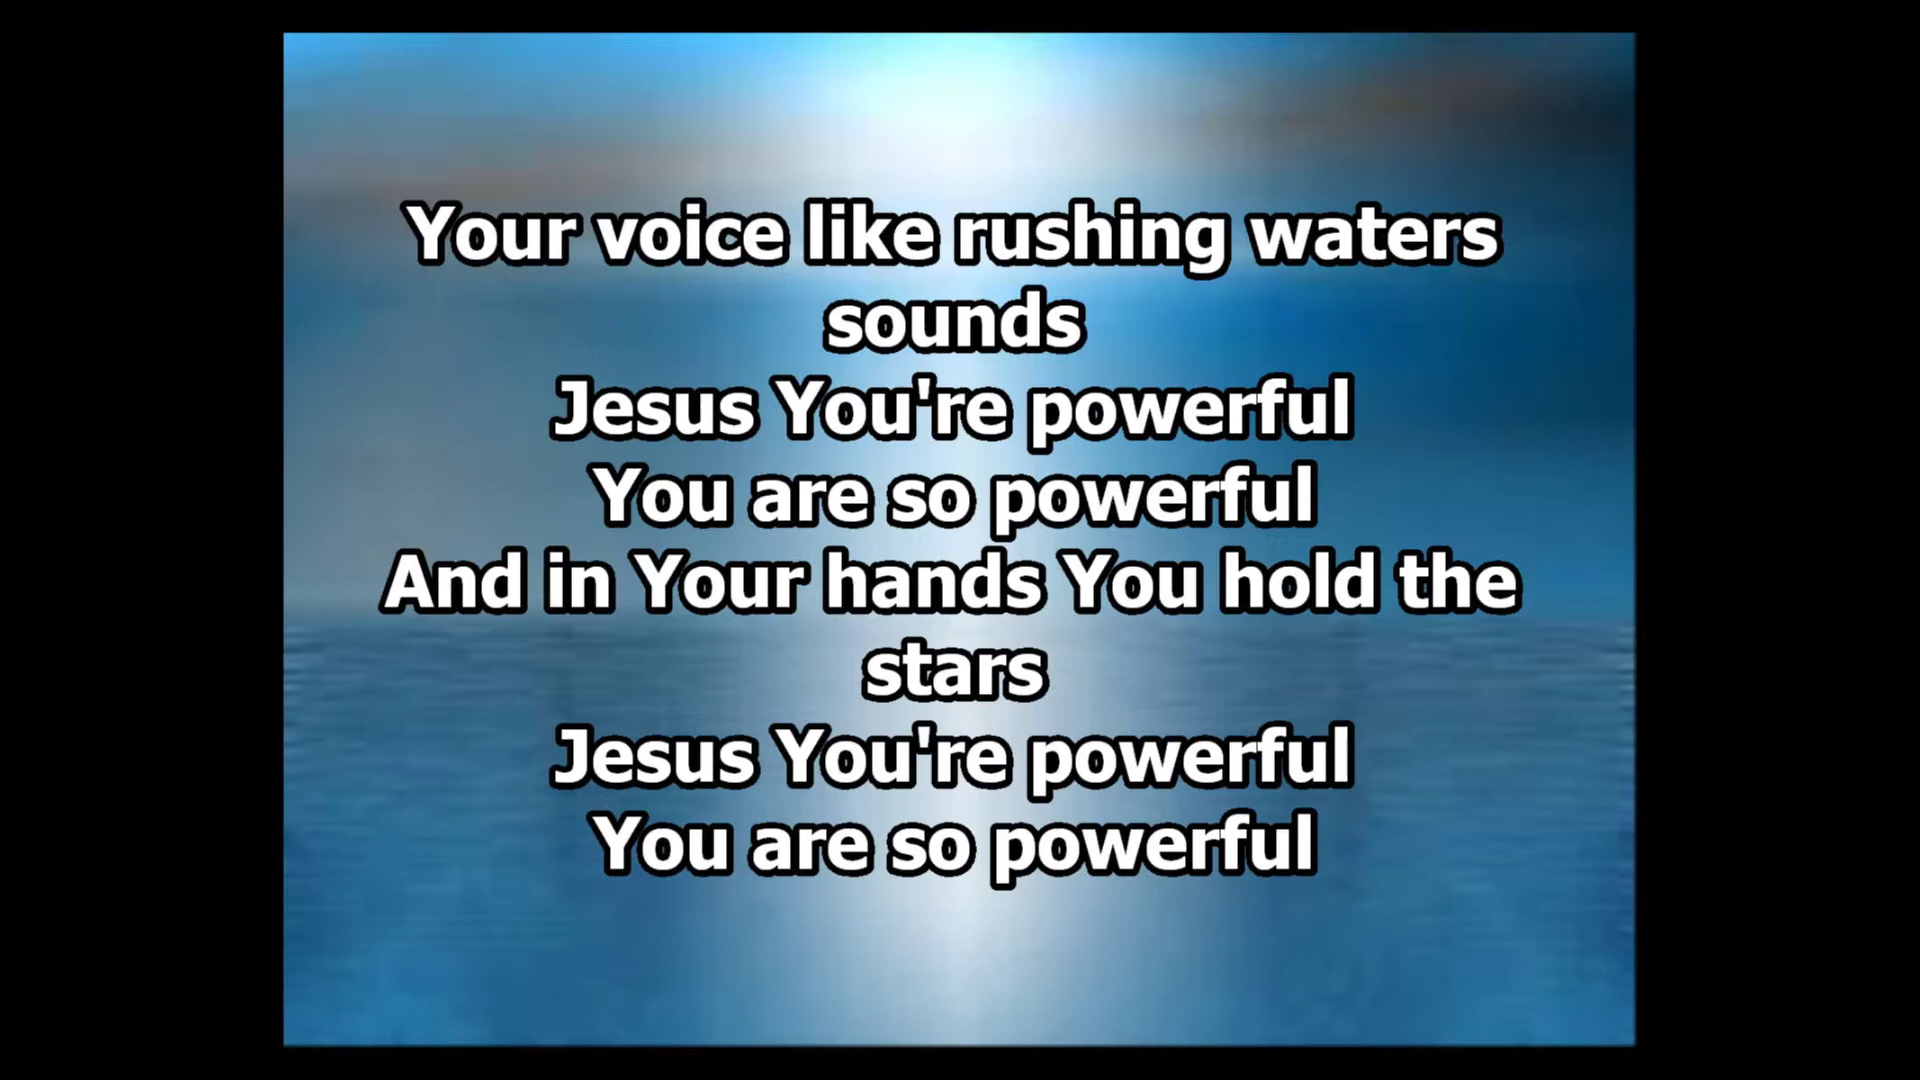 Your voice like rushing waters
sounds
Jesus You're powerful
You are so powerful
And in Your hands You hold the
stars
Jesus You're powerful
You are so powerful